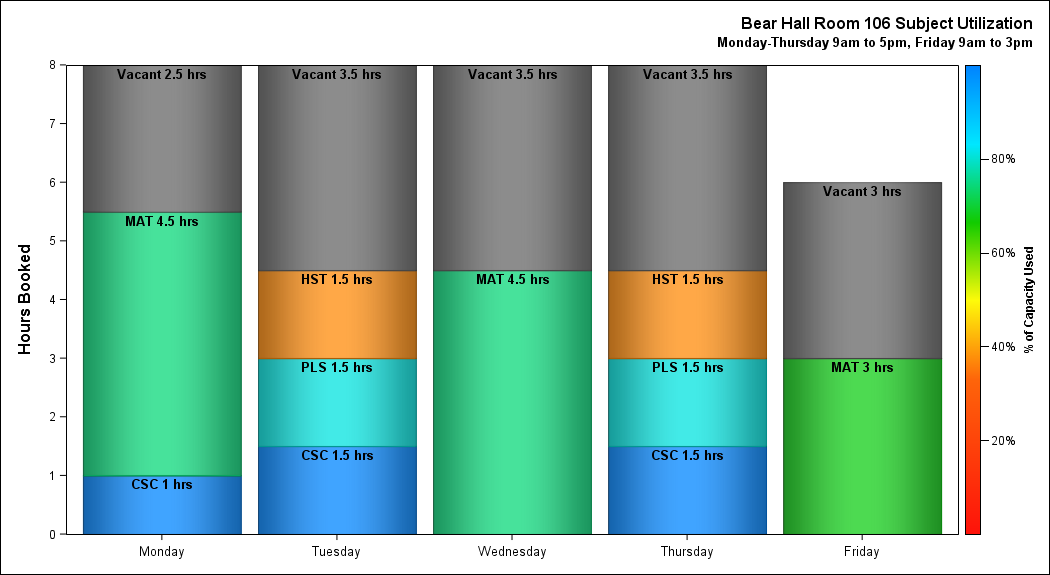 Bear Hall Room 106 Subject Utilization
Monday-Thursday 9am to 5pm, Friday 9am to 3pm
Hours Booked
8
7
6
5
4
3
2
1
0
Vacant 2.5 hrs
MAT 4.5 hrs
CSC 1 hrs
Vacant 3.5 hrs
HST 1.5 hrs
PLS 1.5 hrs
CSC 1.5 hrs
Vacant 3.5 hrs
MAT 4.5 hrs
Vacant 3.5 hrs
HST 1.5 hrs
PLS 1.5 hrs
CSC 1.5 hrs
Vacant 3 hrs
MAT 3 hrs
Monday
Tuesday
Wednesday
Thursday
Friday
80%
60%
40%
20%
% of Capacity Used